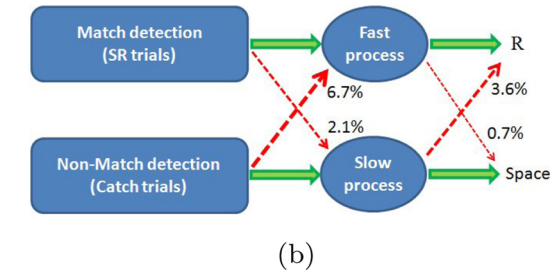 Match detection
(SR trials)
Fast
process
R
6.7%
3.6%
2.1%
0.7%
Non-Match detection
(Catch trials)
Slow
process
Space
(b)